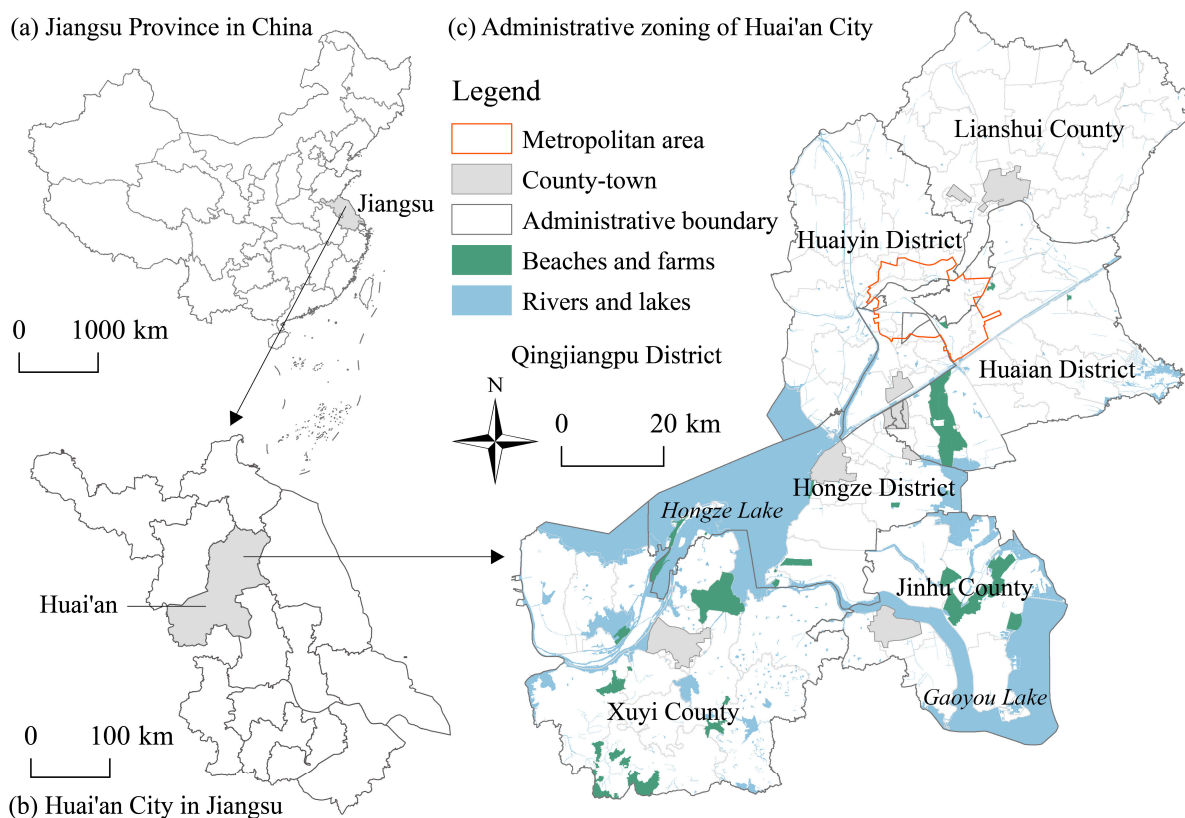 (a) Jiangsu Province in China
Jiangsu
0 1000 km
Huai'an
0 100 km
(b) Huai'an City in Jiangsu
(c) Administrative zoning of Huai'an City
Legend
Metropolitan area
County-town
Administrative boundary
Beaches and farms
Rivers and lakes
Qingjiangpu District
N
0 20 km
Lianshui County
Huaiyin District
Huaian District
Hongze District
Hongze Lake
Jinhu County
Gaoyou Lake
Xuyi County